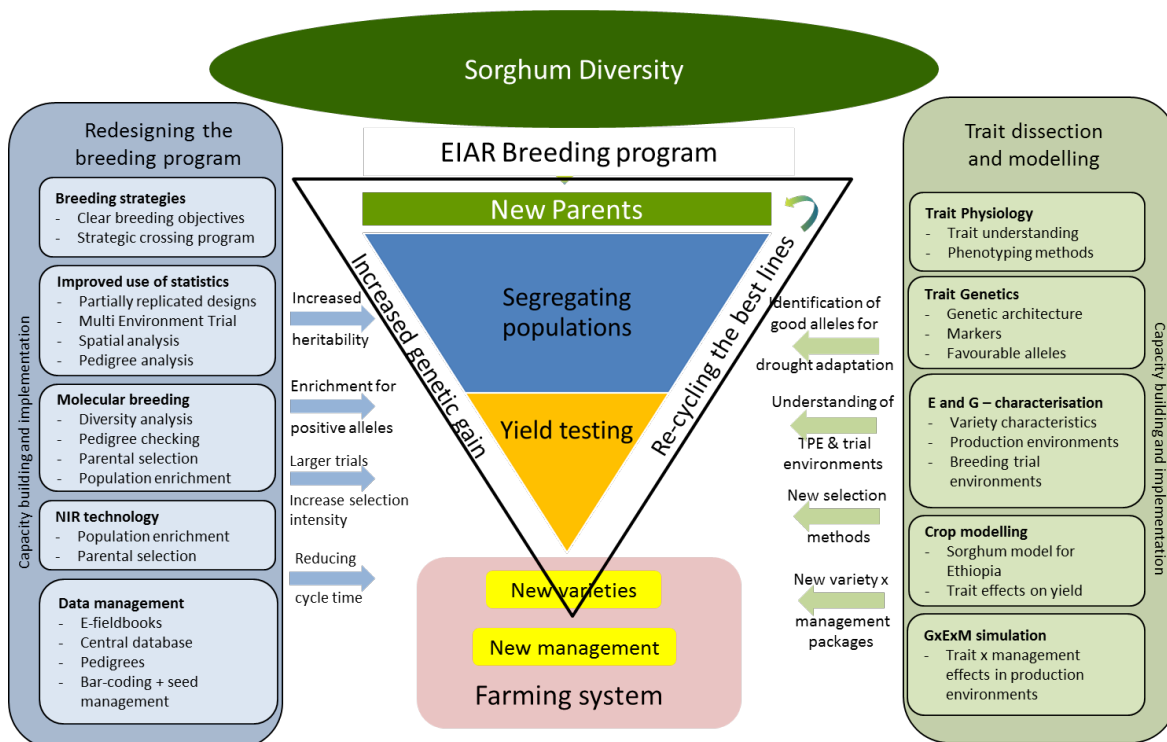 Sorghum Diversity
Redesigning the
breeding program
Breeding strategies
- Clear breeding objectives
- Strategic crossing program
Improved use of statistics
- Partially replicated designs
- Multi Environment Trial
- Spatial analysis
- Pedigree analysis
Molecular breeding
- Diversity analysis
- Pedigree checking
- Parental selection
- Population enrichment
NIR technology
- Population enrichment
- Parental selection
Data management
- E-fieldbooks
- Central database
- Pedigrees
- Bar-coding + seed
management
Capacity building and implementation
Increased
heritability
Enrichment for
positive alleles
Larger trials
Increase selection
intensity
Reducing
cycle time
EIAR Breeding program
New Parents
Increased genetic gain
Segregating
populations
Yield testing
Re-cycling the best lines
New varieties
New management
Farming system
Identification of
good alleles for
drought adaptation
Understanding of
TPE & trial
environments
New selection
methods
New variety x
management
packages
Trait dissection
and modelling
Trait Physiology
- Trait understanding
- Phenotyping methods
Trait Genetics
- Genetic architecture
- Markers
- Favourable alleles
E and G – characterisation
- Variety characteristics
- Production environments
- Breeding trial
environments
Crop modelling
- Sorghum model for
Ethiopia
- Trait effects on yield
GxExM simulation
- Trait x management
effects in production
environments
Capacity building and implementation